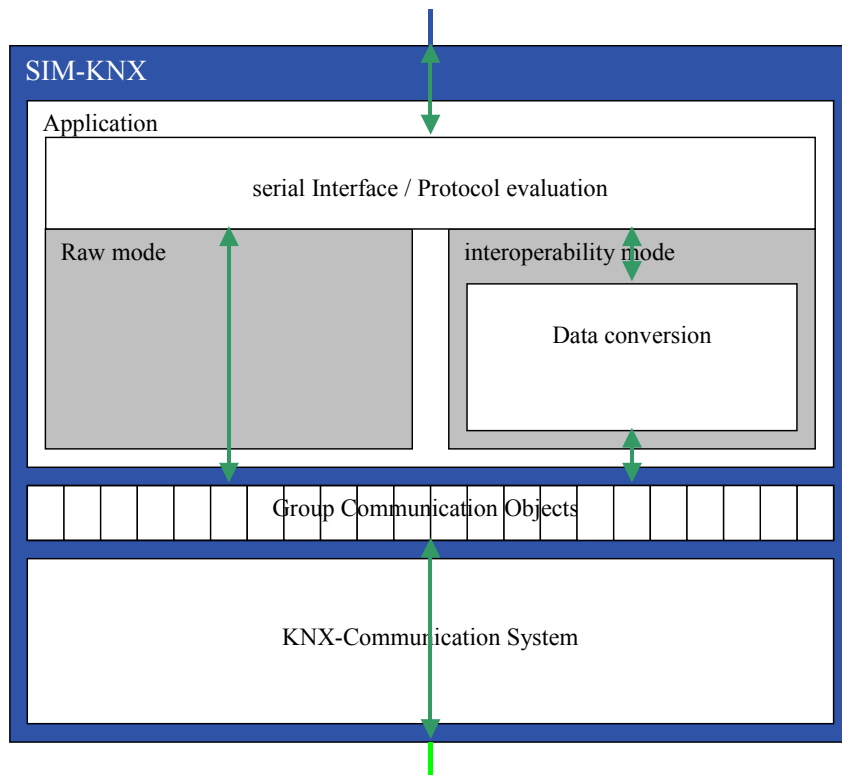 SIM-KNX
Application
serial Interface / Protocol evaluation
Raw mode
interoperability mode
Data conversion
Group Communication Objects
KNX-Communication System